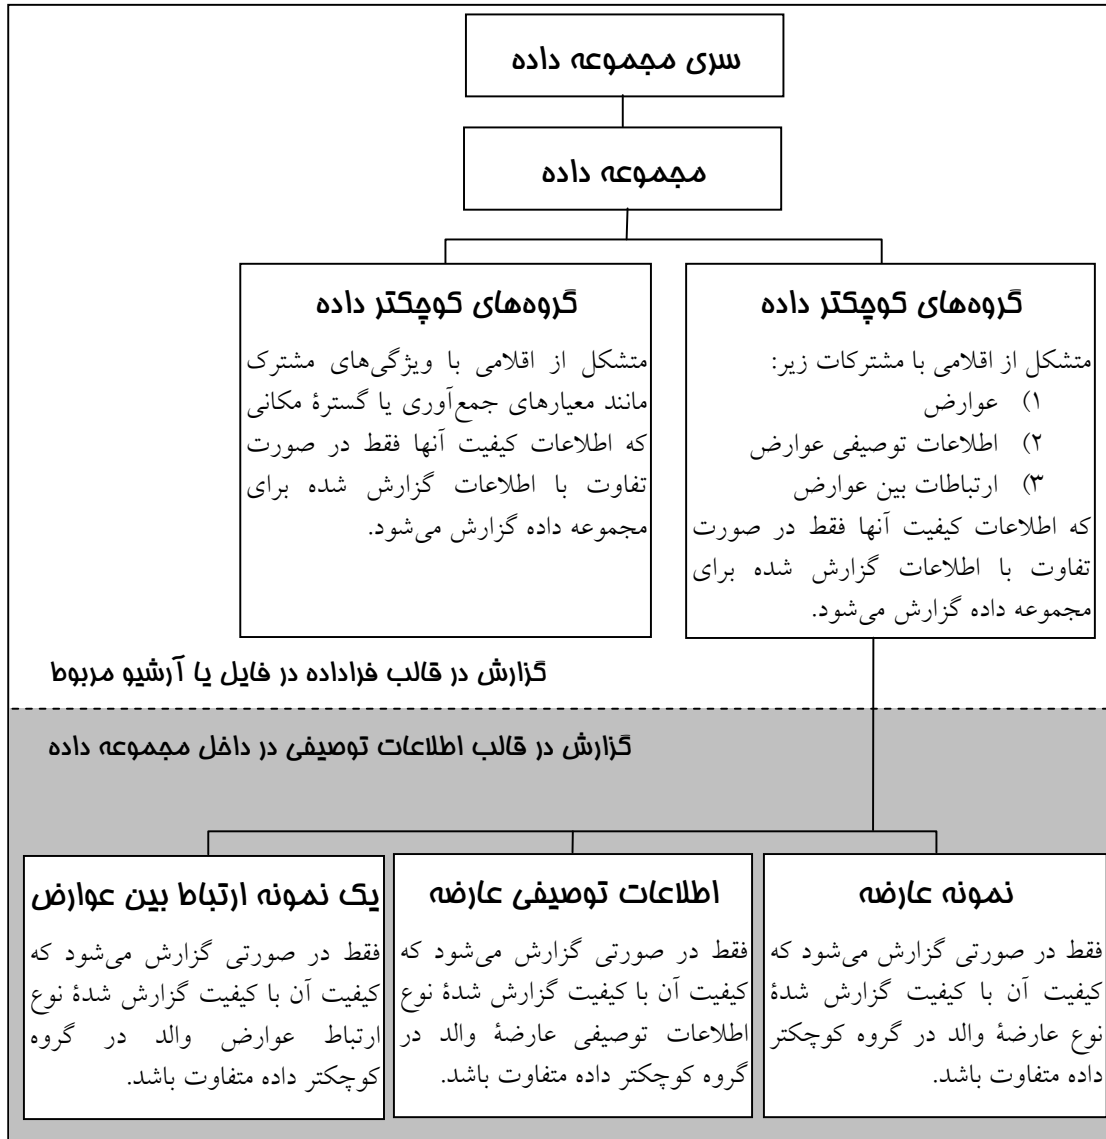 سری مجموعه داده
مجموعه داده
گروه‌های کوچکتر داده
متشکل از اقلامی با مشترکات زیر:
۱) عوارض
۲) اطلاعات توصیفی عوارض
۳) ارتباطات بین عوارض
که اطلاعات کیفیت آنها فقط در صورت
تفاوت با اطلاعات گزارش شده برای
مجموعه داده گزارش می‌شود.
گروه‌های کوچکتر داده
متشکل از اقلامی با ویژگی‌های مشترک
مانند معیارهای جمع‌آوری یا گسترۀ مکانی
که اطلاعات کیفیت آنها فقط در صورت
تفاوت با اطلاعات گزارش شده برای
مجموعه داده گزارش می‌شود.
گزارش در قالب فراداده در فایل یا آرشیو مربوط
گزارش در قالب اطلاعات توصیفی در داخل مجموعه داده
نمونه عارضه
فقط در صورتی گزارش می‌شود که
کیفیت آن با کیفیت گزارش شدۀ
نوع عارضۀ والد در گروه کوچکتر
داده متفاوت باشد.
اطلاعات توصیفی عارضه
فقط در صورتی گزارش می‌شود که
کیفیت آن با کیفیت گزارش شدۀ نوع
اطلاعات توصیفی عارضۀ والد در
گروه کوچکتر داده متفاوت باشد.
یک نمونه ارتباط بین عوارض
فقط در صورتی گزارش می‌شود که
کیفیت آن با کیفیت گزارش شدۀ نوع
ارتباط عوارض والد در گروه
کوچکتر داده متفاوت باشد.